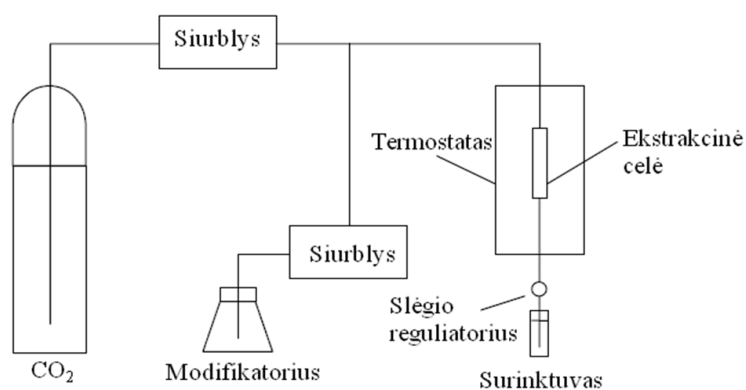 Siurblys
Termostatas
Ekstrakcinė
celė
Siurblys
Slėgio
reguliatorius
CO₂
Modifikatorius
Surinktuvas